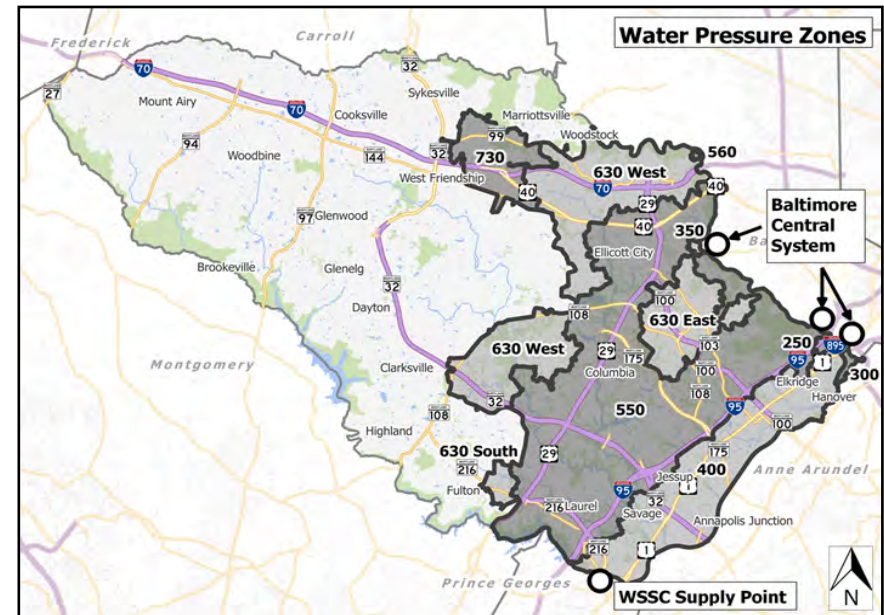 Water Pressure Zones
Frederick
Carroll
70
32
27
Mount Airy
Sykesville
70
Cooksville
Marriottsville
99
Woodstock
94
144
32
730
560
Woodbine
630 West
West Friendship
40
70
40
29
Baltimore
Central
System
97
Glenwood
40
350
Ba
Ellicott City
Brookeville
Glenelg
32
100
Dayton
108
630 East
250
895
630 West
29
103
95
1
Montgomery
175
300
Columbia
100
Elkridge
Clarksville
Hanover
32
108
95
550
108
100
Highland
630 South
175
29
400
Anne Arundel
216
Jessup
Fulton
95
1
32
216
Laurel
Savage
Annapolis Junction
216
1
Prince Georges
WSSC Supply Point
N